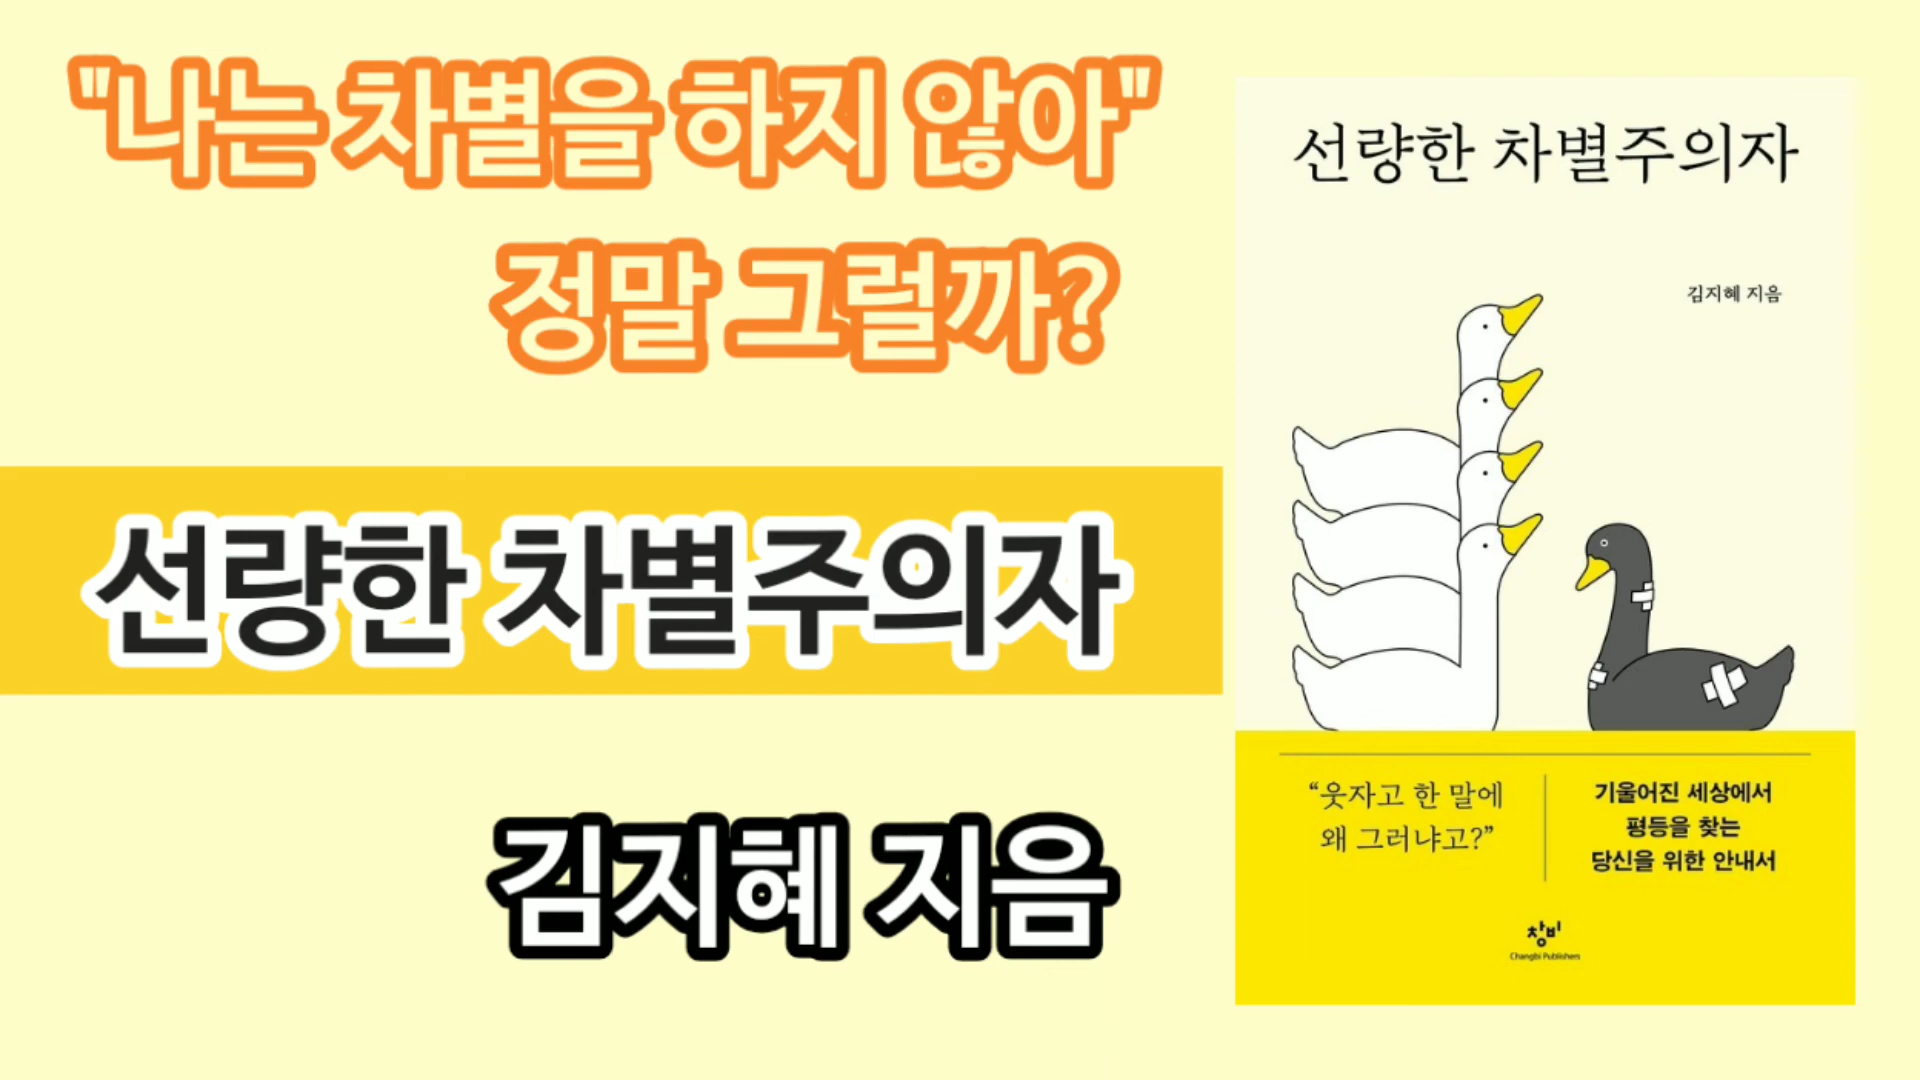 "나는 차별을 하지 않아"
정말 그럴까?
선량한 차별주의자
김지혜 지음
선량한 차별주의자
김지혜 지음
“웃자고 한 말에
왜 그러냐고?”
기울어진 세상에서
평등을 찾는
당신을 위한 안내서
창비
Changbi Publishers